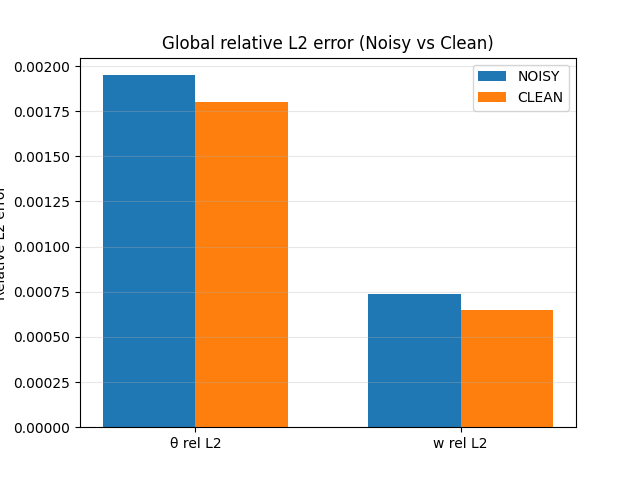 Global relative L2 error (Noisy vs Clean)
NOISY
CLEAN
0.00200
0.00175
0.00150
0.00125
0.00100
0.00075
0.00050
0.00025
0.00000
Relative L2 error
θ rel L2
w rel L2